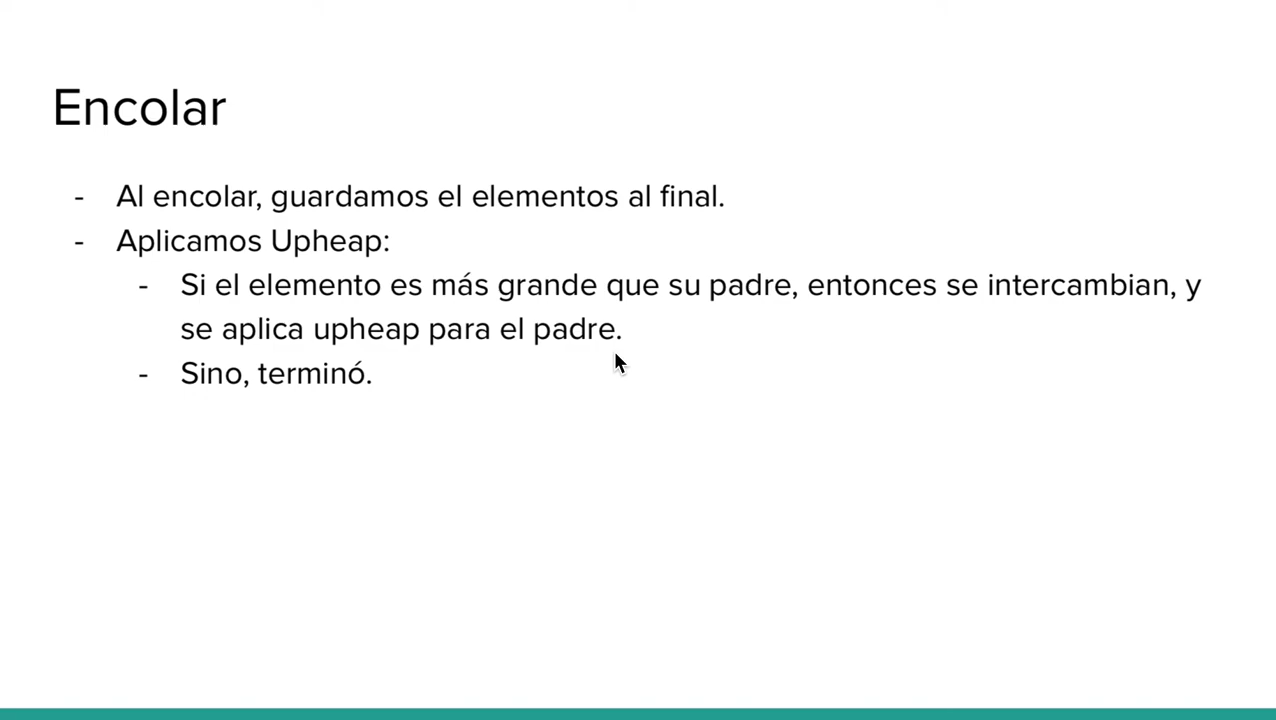 Encolar
- Al encolar, guardamos el elementos al final.
- Aplicamos Upheap:
- Si el elemento es más grande que su padre, entonces se intercambian, y
se aplica upheap para el padre.
- Sino, terminó.